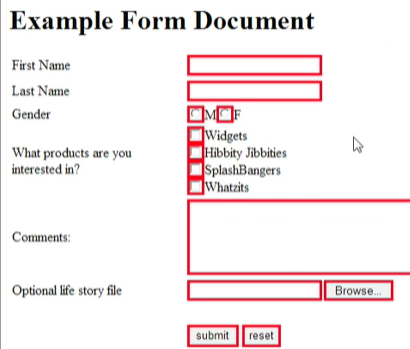 Example Form Document
First Name
Last Name
Gender M F
Widgets
What products are you Hibbity Jibbities
interested in? SplashBangers
Whatzits
Comments:
Optional life story file Browse...
submit reset